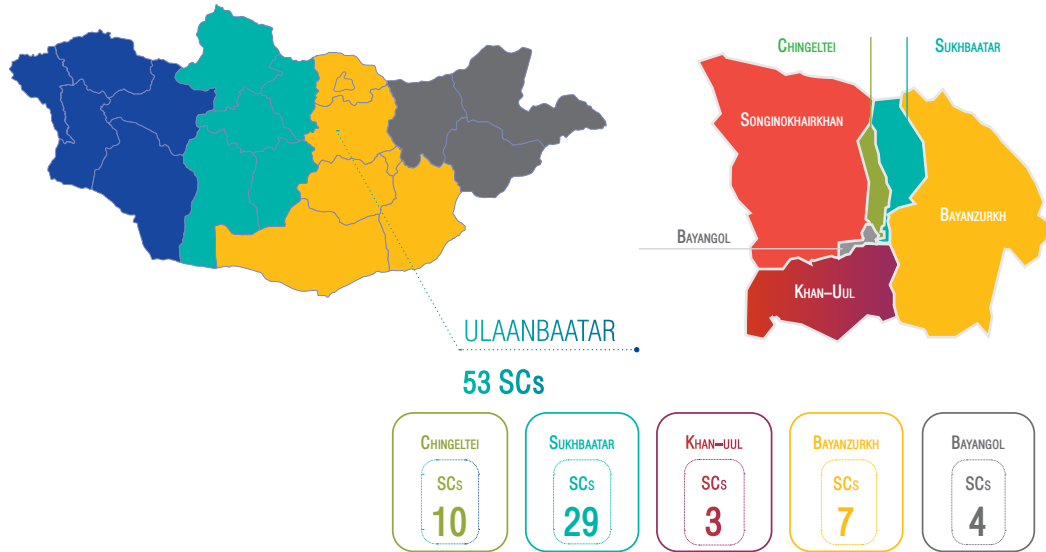 Chingeltei
Sukhbaatar
Songinokhairkhan
Bayanzurkh
Bayangol
Khan–Uul
ULAANBAATAR
53 SCs
Chingeltei
SCs
10
Sukhbaatar
SCs
29
Khan–uul
SCs
3
Bayanzurkh
SCs
7
Bayangol
SCs
4